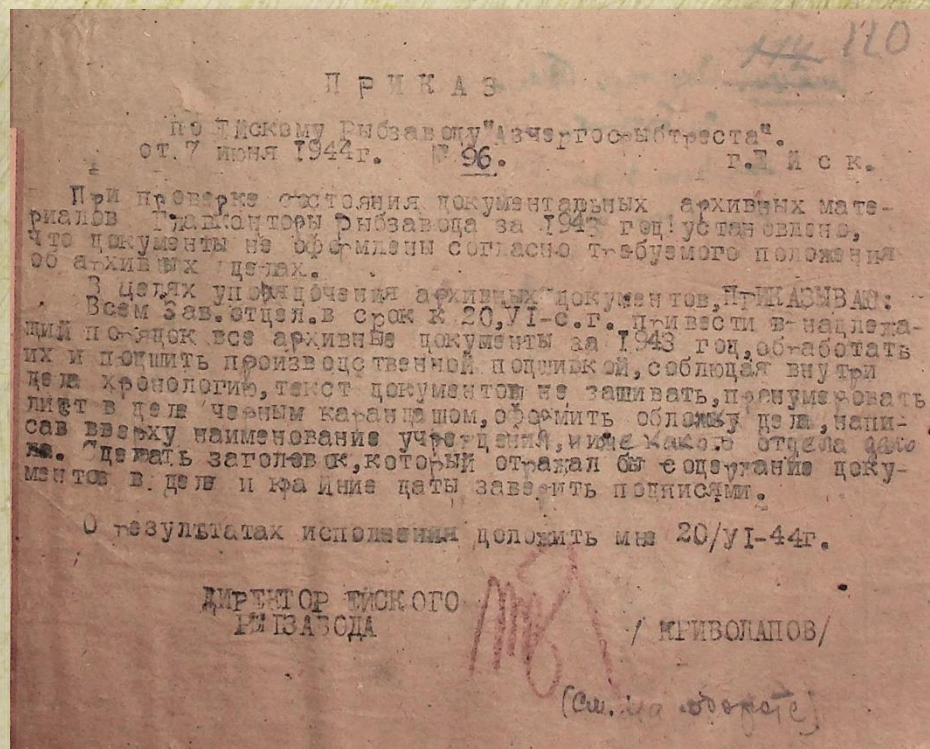 110
ПРИКАЗ
по Ейскому Рыбзаводу "Азчергосрыбтреста".
от.7 июня 1944г. № 96. г.Ейск.
При проверке состояния документальных архивных мате-
риалов Главконторы Рыбзавода за 1943 год установлено,
что документы не оформлены согласно требуемого положения
об архивных делах.
В целях упорядочения архивных документов,ПРИКАЗЫВАЮ:
Всем Зав.отдел.в срок к 20,VI-с.г. привести в надлежа-
щий порядок все архивные документы за 1943 год,обработать
их и подшить производственной подшивкой,соблюдая внутри
дела хронологию,текст документов не зашивать,пронумеровать
лист в деле черным карандашом,оформить обложку дела,напи-
сав вверху наименование учреждений,ниже какого отдела
Сделать заголовок,который отражал бы содержание доку-
ментов в деле и крайние даты заверить подписями.
О результатах исполнения доложить мне 20/VI-44г.
ДИРЕКТОР ЕЙСКОГО
РЫБЗАВОДА / КРИВОЛАПОВ/
(См. на обороте)